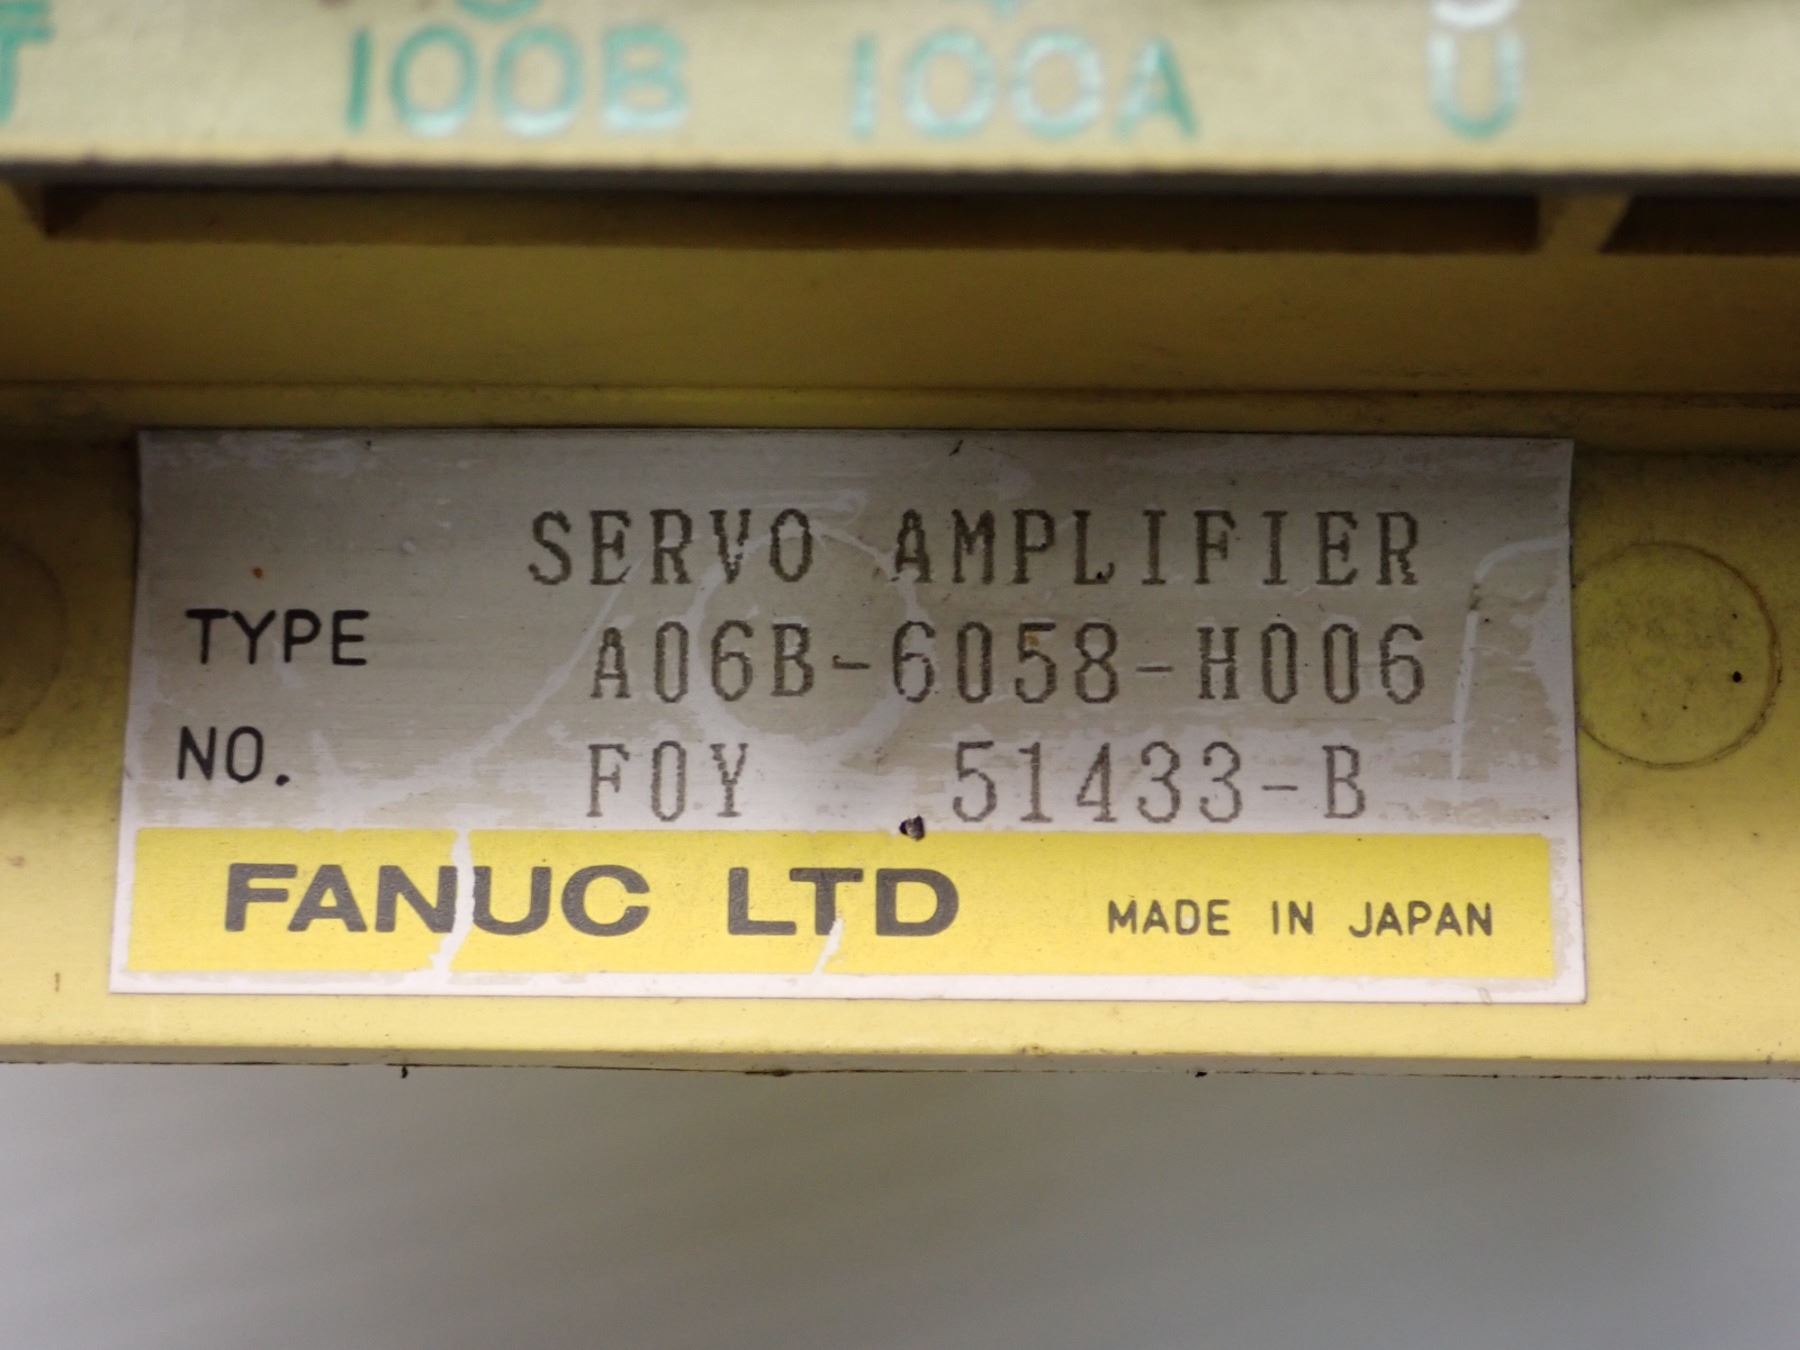 T 100B 100A U
SERVO AMPLIFIER
TYPE A06B-6058-H006
NO. F0Y 51433-B
FANUC LTD MADE IN JAPAN